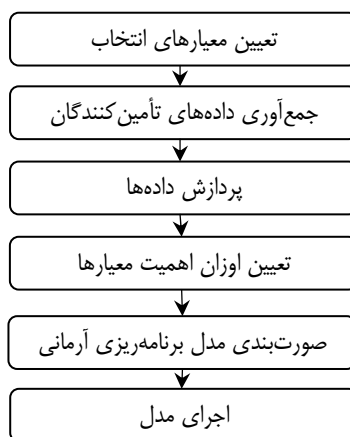 تعیین معیارهای انتخاب
جمع‌آوری داده‌های تأمین‌کنندگان
پردازش داده‌ها
تعیین اوزان اهمیت معیارها
صورت‌بندی مدل برنامه‌ریزی آرمانی
اجرای مدل